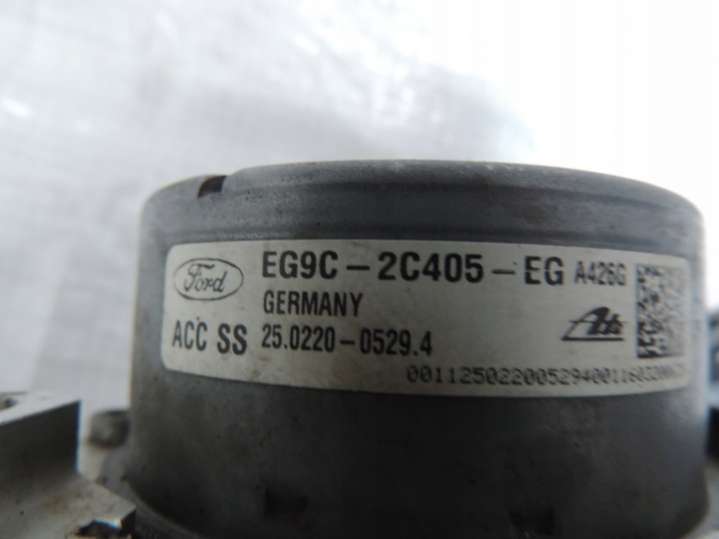 Ford EG9C-2C405-EG A426G
GERMANY
ACC SS 25.0220-0529.4 Ate